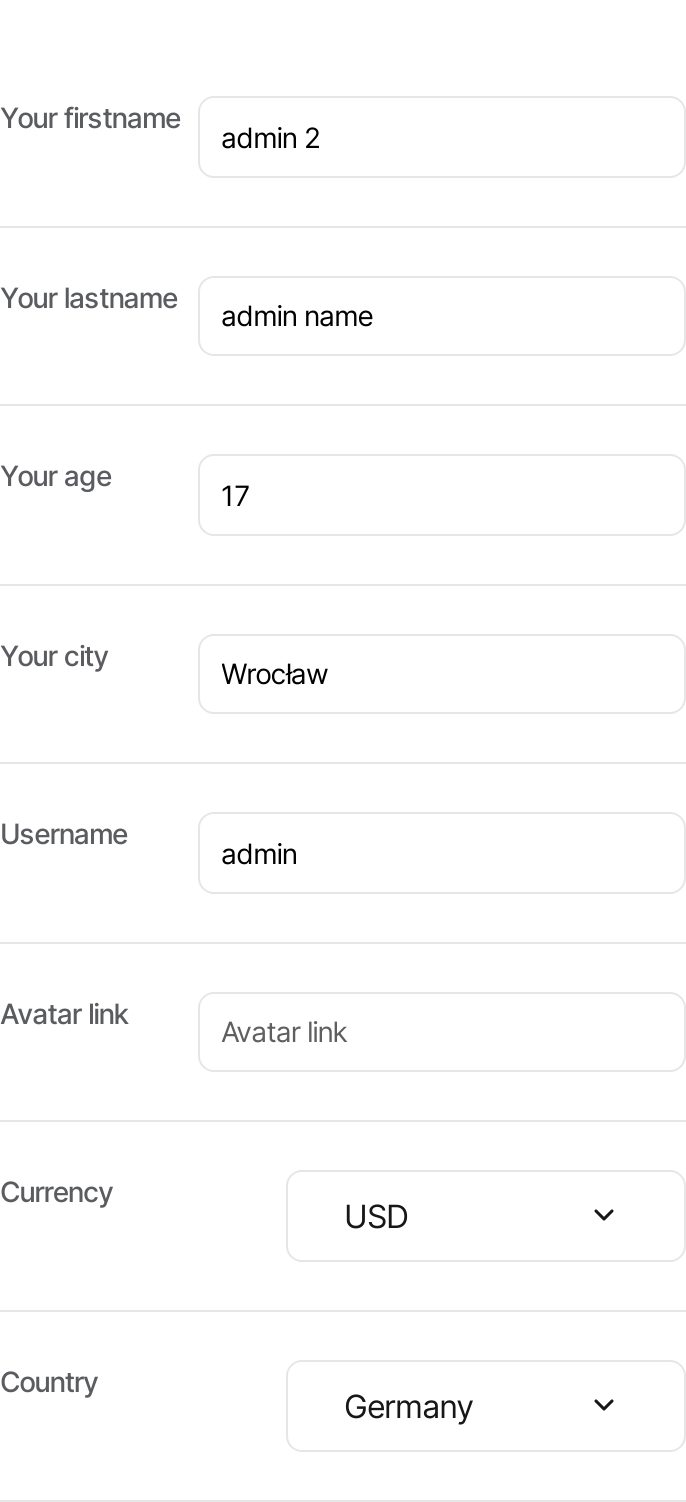 Your firstname
admin 2
Your lastname
admin name
Your age
17
Your city
Wrocław
Username
admin
Avatar link
Avatar link
Currency
USD
Country
Germany